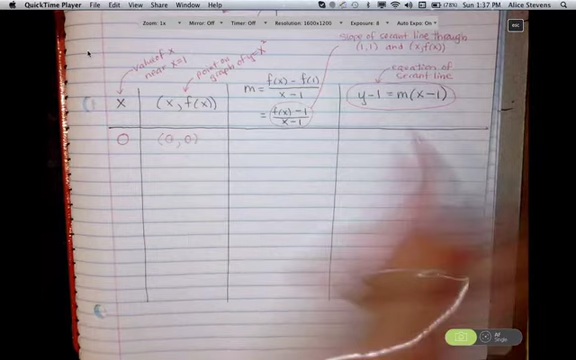 QuickTime Player File Edit View Window Help
Sun 1:37 PM Alice Stevens
Zoom: 1x Mirror: Off Timer: Off Resolution: 1600x1200 Exposure: 8 Auto Expo: On
esc
slope of secant line through
(1,1) and (x,f(x))
value of x
near x=1
point on
graph of y=x²
equation of
secant line
x
(x, f(x))
m = f(x) - f(1) / x - 1
= f(x) - 1 / x - 1
y - 1 = m(x - 1)
0
(0, 0)
AF
Single